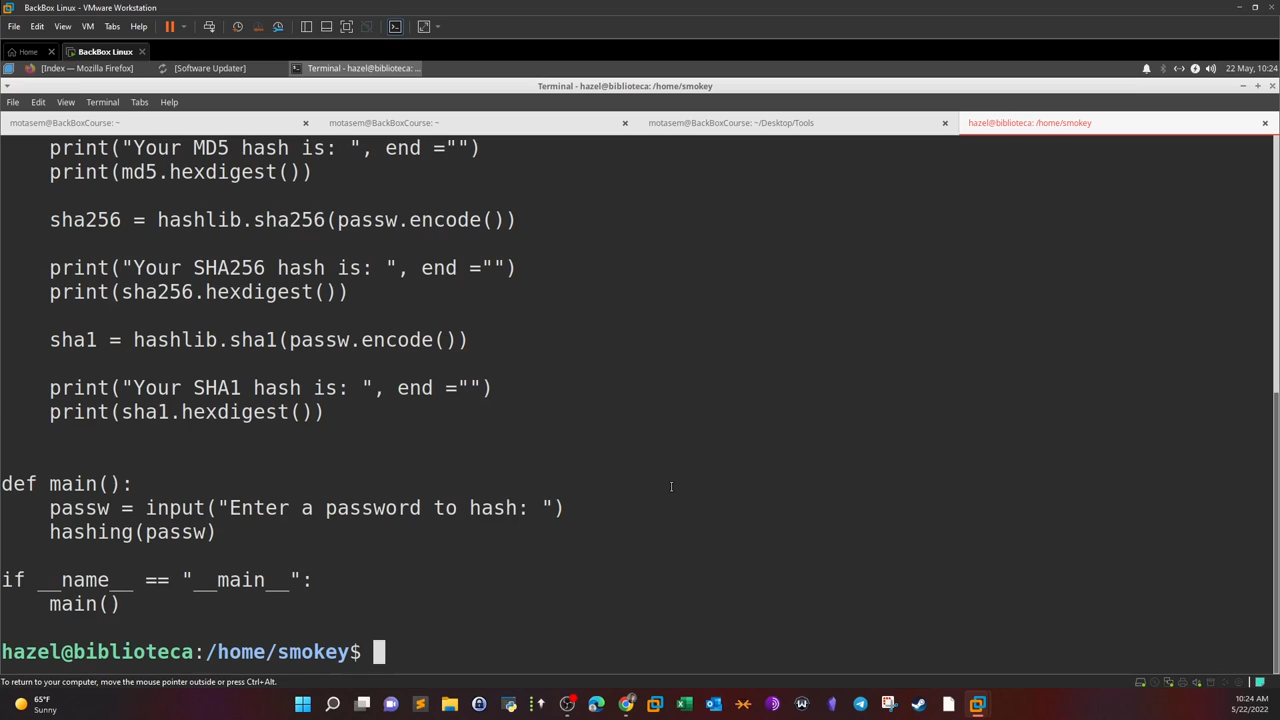 BackBox Linux - VMware Workstation
File Edit View VM Tabs Help
Home BackBox Linux
[Index — Mozilla Firefox] [Software Updater] Terminal - hazel@biblioteca: ... 22 May, 10:24
Terminal - hazel@biblioteca: /home/smokey
File Edit View Terminal Tabs Help
motasem@BackBoxCourse: ~ motasem@BackBoxCourse: ~ motasem@BackBoxCourse: ~/Desktop/Tools hazel@biblioteca: /home/smokey
print("Your MD5 hash is: ", end ="")
print(md5.hexdigest())
sha256 = hashlib.sha256(passw.encode())
print("Your SHA256 hash is: ", end ="")
print(sha256.hexdigest())
sha1 = hashlib.sha1(passw.encode())
print("Your SHA1 hash is: ", end ="")
print(sha1.hexdigest())
def main():
passw = input("Enter a password to hash: ")
hashing(passw)
if __name__ == "__main__":
main()
hazel@biblioteca:/home/smokey$
To return to your computer, move the mouse pointer outside or press Ctrl+Alt.
65°F
Sunny
10:24 AM
5/22/2022